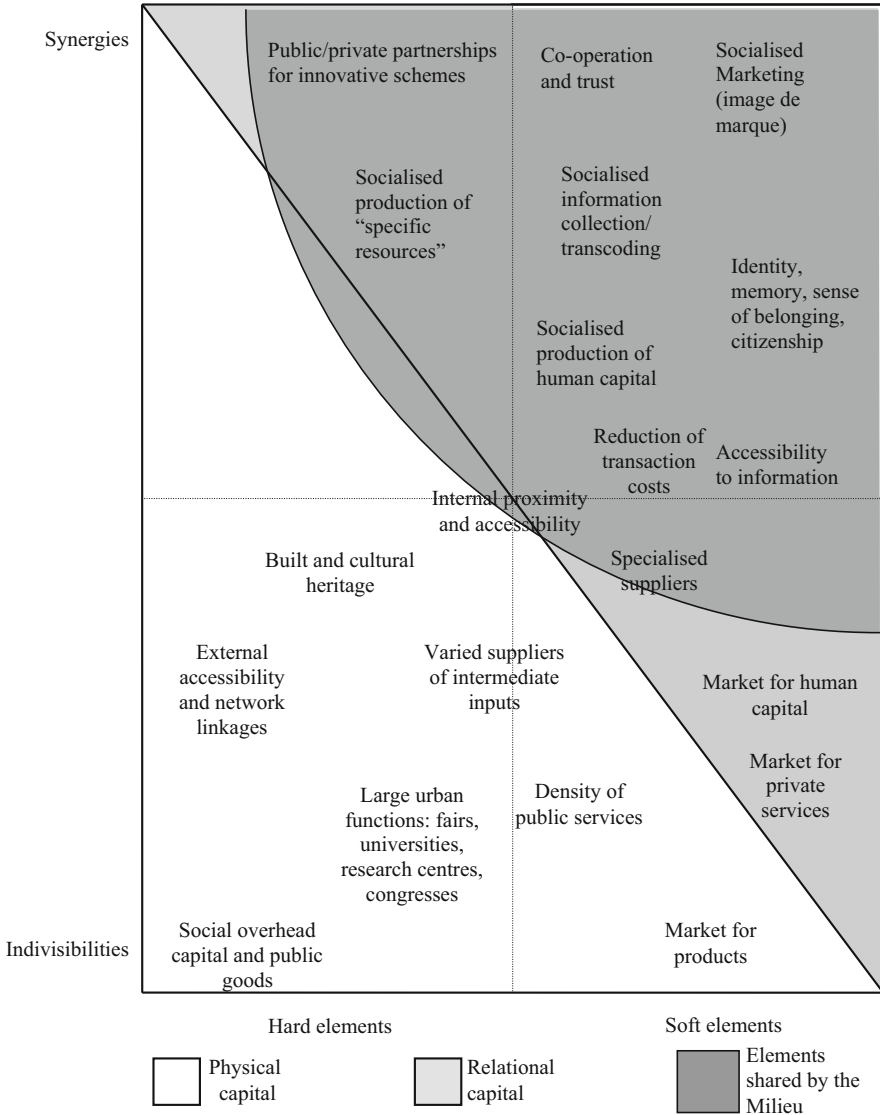 Synergies
Public/private partnerships
for innovative schemes
Co-operation
and trust
Socialised
Marketing
(image de
marque)
Socialised
production of
“specific
resources”
Socialised
information
collection/
transcoding
Identity,
memory, sense
of belonging,
citizenship
Socialised
production of
human capital
Reduction of
transaction
costs
Accessibility
to information
Internal proximity
and accessibility
Built and cultural
heritage
Specialised
suppliers
External
accessibility
and network
linkages
Varied suppliers
of intermediate
inputs
Market for human
capital
Market for
private
services
Large urban
functions: fairs,
universities,
research centres,
congresses
Density of
public services
Indivisibilities
Social overhead
capital and public
goods
Market for
products
Hard elements
Soft elements
Physical
capital
Relational
capital
Elements
shared by the
Milieu